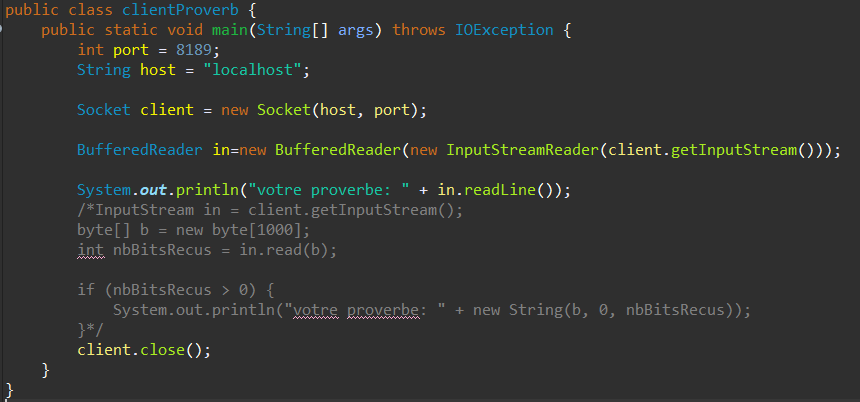 public class clientProverb {
public static void main(String[] args) throws IOException {
int port = 8189;
String host = "localhost";
Socket client = new Socket(host, port);
BufferedReader in=new BufferedReader(new InputStreamReader(client.getInputStream()));
System.out.println("votre proverbe: " + in.readLine());
/*InputStream in = client.getInputStream();
byte[] b = new byte[1000];
int nbBitsRecus = in.read(b);
if (nbBitsRecus > 0) {
System.out.println("votre proverbe: " + new String(b, 0, nbBitsRecus));
}*/
client.close();
}
}